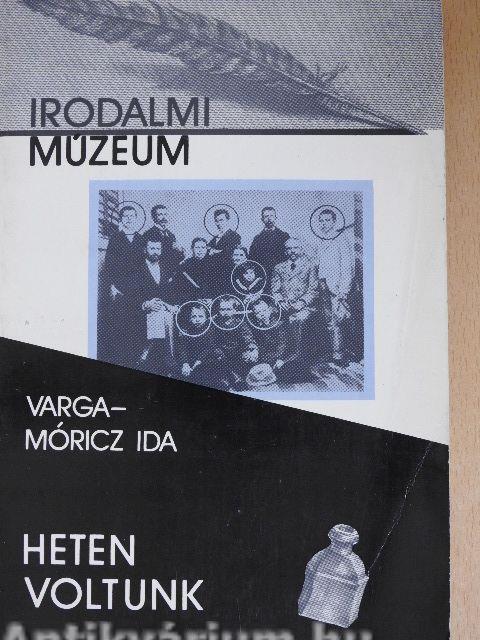 IRODALMI
MÚZEUM
VARGA–
MÓRICZ IDA
HETEN
VOLTUNK
Antikvárium.hu